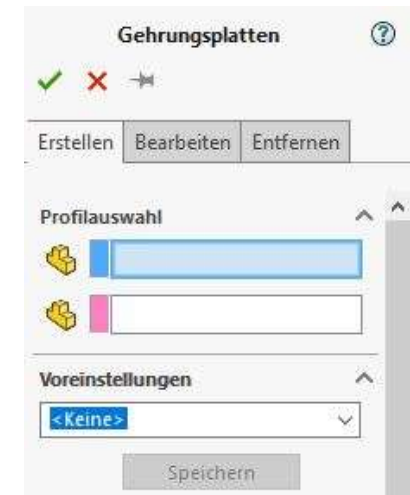 Gehrungsplatten
Erstellen Bearbeiten Entfernen
Profilauswahl
Voreinstellungen
<Keine>
Speichern